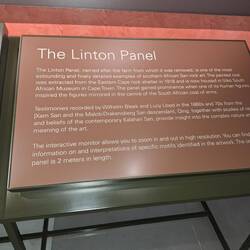 The Linton Panel
The Linton Panel, named after the farm from which it was removed, is one of the
most astounding and finely detailed examples of southern African San rock art. The painted rock
was extracted from the Eastern Cape rock shelter in 1918 and is now housed in Iziko South
African Museum in Cape Town. The panel gained prominence when one of its human figures
inspired the figures mirrored in the centre of the South African coat of arms.
Testimonies recorded by Wilhelm Bleek and Lucy Lloyd in the 1860s and 70s from the
|Xam San and the Maloti-Drakensberg San descendant, Qing, together with studies of
and beliefs of the contemporary Kalahari San, provide insight into the complex nature and
meaning of the art.
The interactive monitor allows you to zoom in and out in high resolution. You can find
information on and interpretations of specific motifs identified in the artwork. The
panel is 2 meters in length.